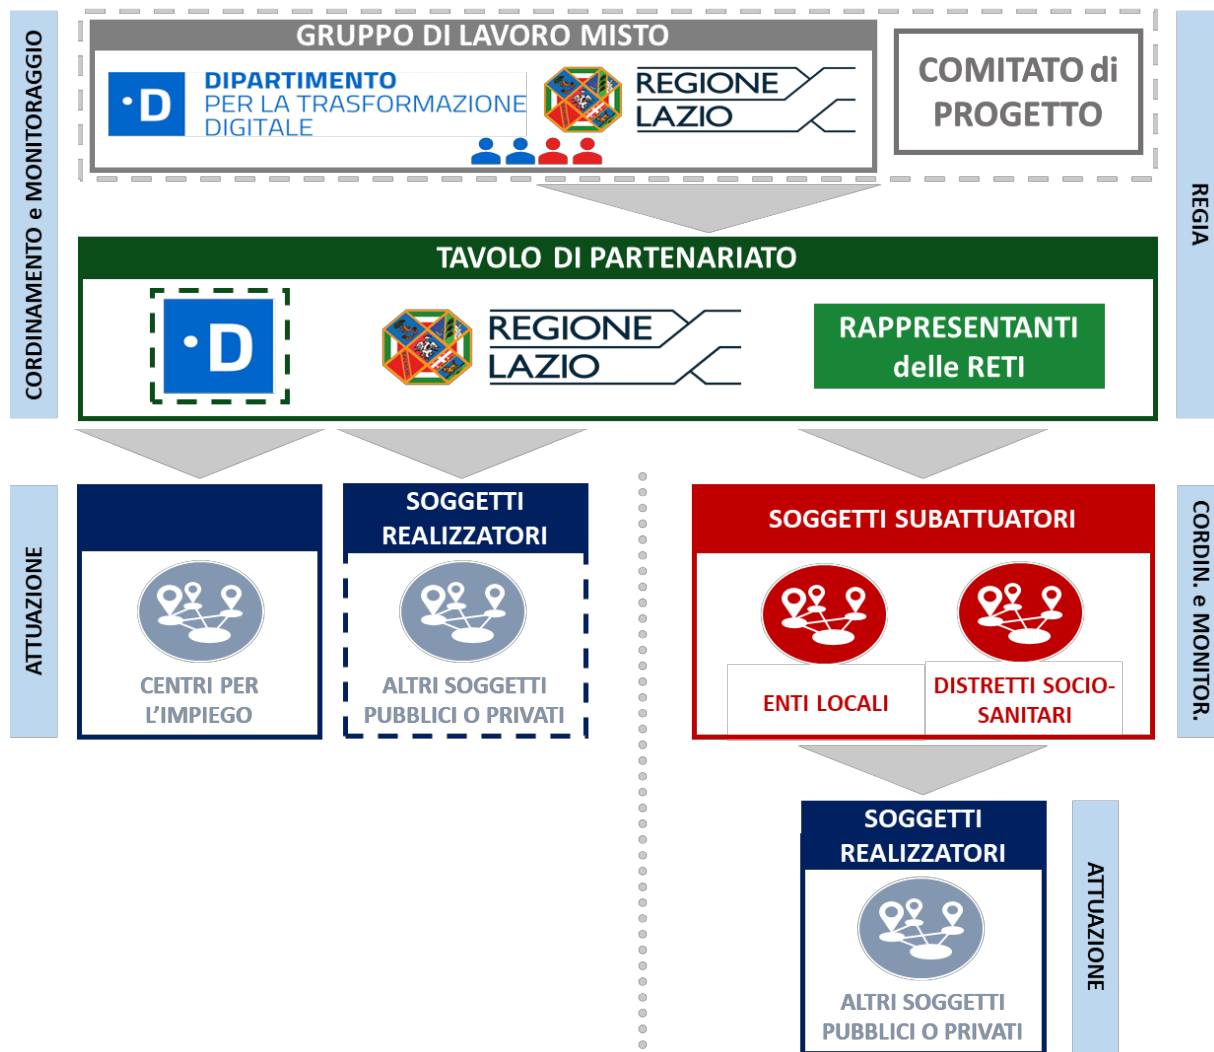 CORDINAMENTO e MONITORAGGIO
GRUPPO DI LAVORO MISTO
D
DIPARTIMENTO
PER LA TRASFORMAZIONE
DIGITALE
REGIONE
LAZIO
COMITATO di
PROGETTO
REGIA
TAVOLO DI PARTENARIATO
D
REGIONE
LAZIO
RAPPRESENTANTI
delle RETI
ATTUAZIONE
CENTRI PER
L'IMPIEGO
SOGGETTI
REALIZZATORI
ALTRI SOGGETTI
PUBBLICI O PRIVATI
SOGGETTI SUBATTUATORI
ENTI LOCALI
DISTRETTI SOCIO-
SANITARI
CORDIN. e MONITOR.
SOGGETTI
REALIZZATORI
ALTRI SOGGETTI
PUBBLICI O PRIVATI
ATTUAZIONE